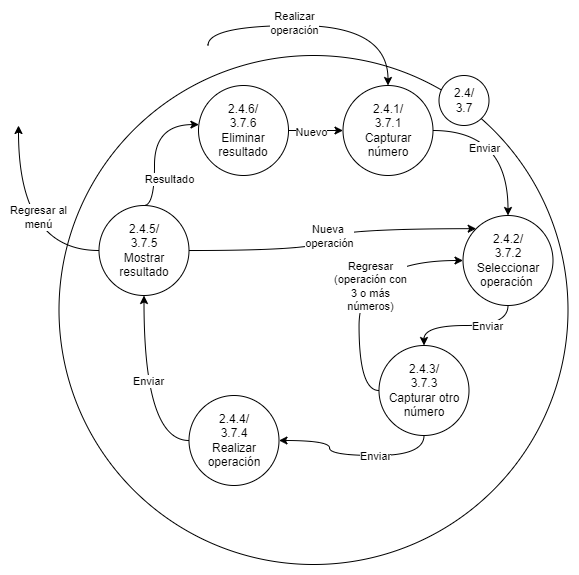 Realizar
operación
2.4/
3.7
2.4.6/
3.7.6
Eliminar
resultado
Nuevo
2.4.1/
3.7.1
Capturar
número
Enviar
Resultado
Regresar al
menú
2.4.5/
3.7.5
Mostrar
resultado
Nueva
operación
2.4.2/
3.7.2
Seleccionar
operación
Regresar
(operación con
3 o más
números)
Enviar
2.4.3/
3.7.3
Capturar otro
número
Enviar
2.4.4/
3.7.4
Realizar
operación
Enviar